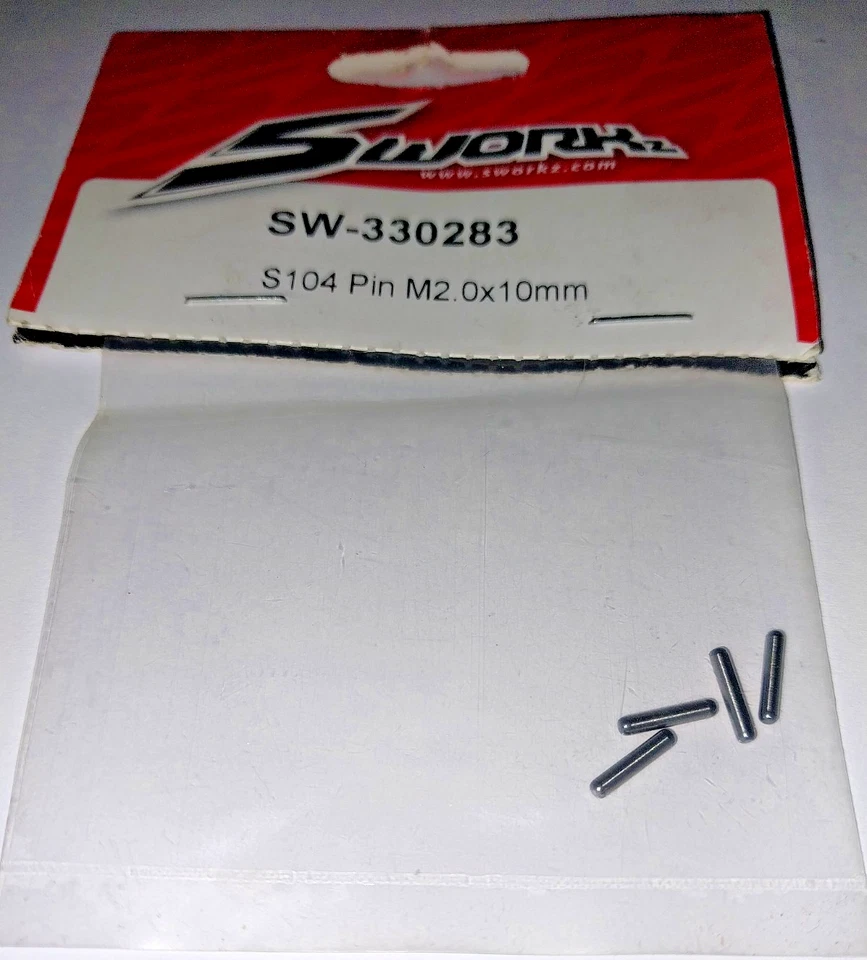 SWORKz
www.sworkz.com
SW-330283
S104 Pin M2.0x10mm